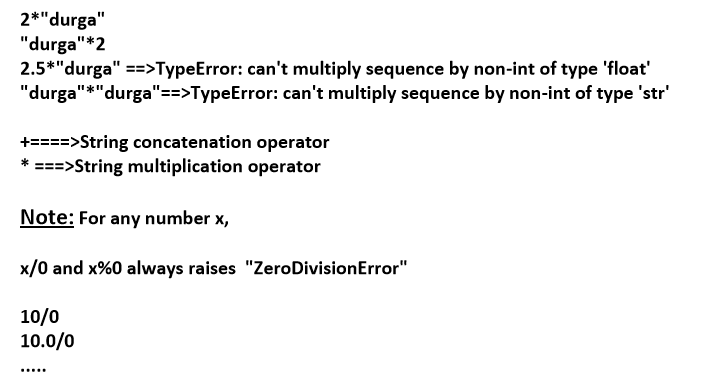 2*"durga"
"durga"*2
2.5*"durga" ==>TypeError: can't multiply sequence by non-int of type 'float'
"durga"*"durga"==>TypeError: can't multiply sequence by non-int of type 'str'
+====>String concatenation operator
* ===>String multiplication operator
Note: For any number x,
x/0 and x%0 always raises "ZeroDivisionError"
10/0
10.0/0
.....